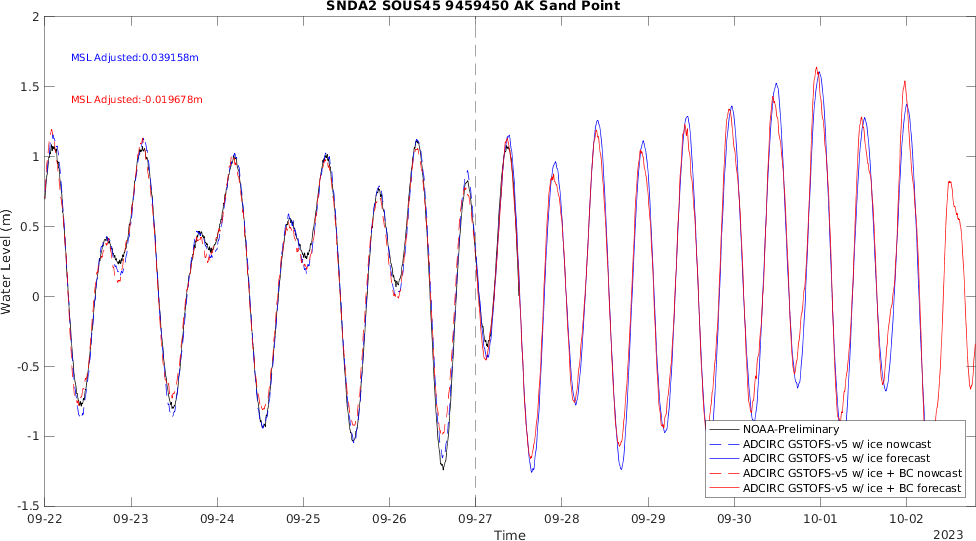 SNDA2 SOUS45 9459450 AK Sand Point
MSL Adjusted:0.039158m
MSL Adjusted:-0.019678m
2
1.5
1
0.5
0
-0.5
-1
-1.5
Water Level (m)
NOAA-Preliminary
ADCIRC GSTOFS-v5 w/ ice nowcast
ADCIRC GSTOFS-v5 w/ ice forecast
ADCIRC GSTOFS-v5 w/ ice + BC nowcast
ADCIRC GSTOFS-v5 w/ ice + BC forecast
09-22 09-23 09-24 09-25 09-26 09-27 09-28 09-29 09-30 10-01 10-02
Time
2023